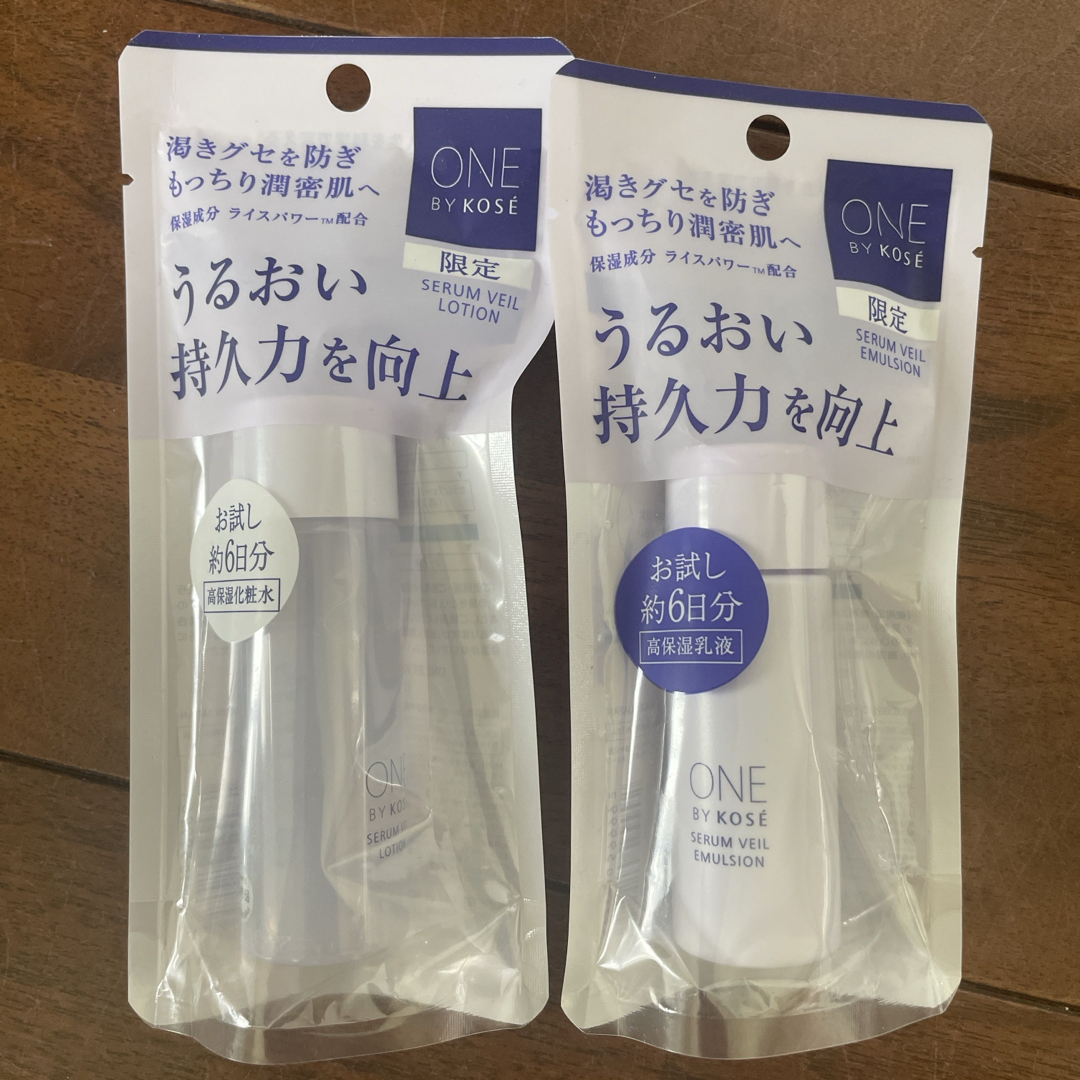 渇きグセを防ぎ
もっちり潤密肌へ
保湿成分 ライスパワー™配合
うるおい
持久力を向上
ONE
BY KOSÉ
限定
SERUM VEIL
LOTION
お試し
約6日分
高保湿化粧水
ONE
BY KOSÉ
SERUM VEIL
LOTION
渇きグセを防ぎ
もっちり潤密肌へ
保湿成分 ライスパワー™配合
うるおい
持久力を向上
ONE
BY KOSÉ
限定
SERUM VEIL
EMULSION
お試し
約6日分
高保湿乳液
ONE
BY KOSÉ
SERUM VEIL
EMULSION